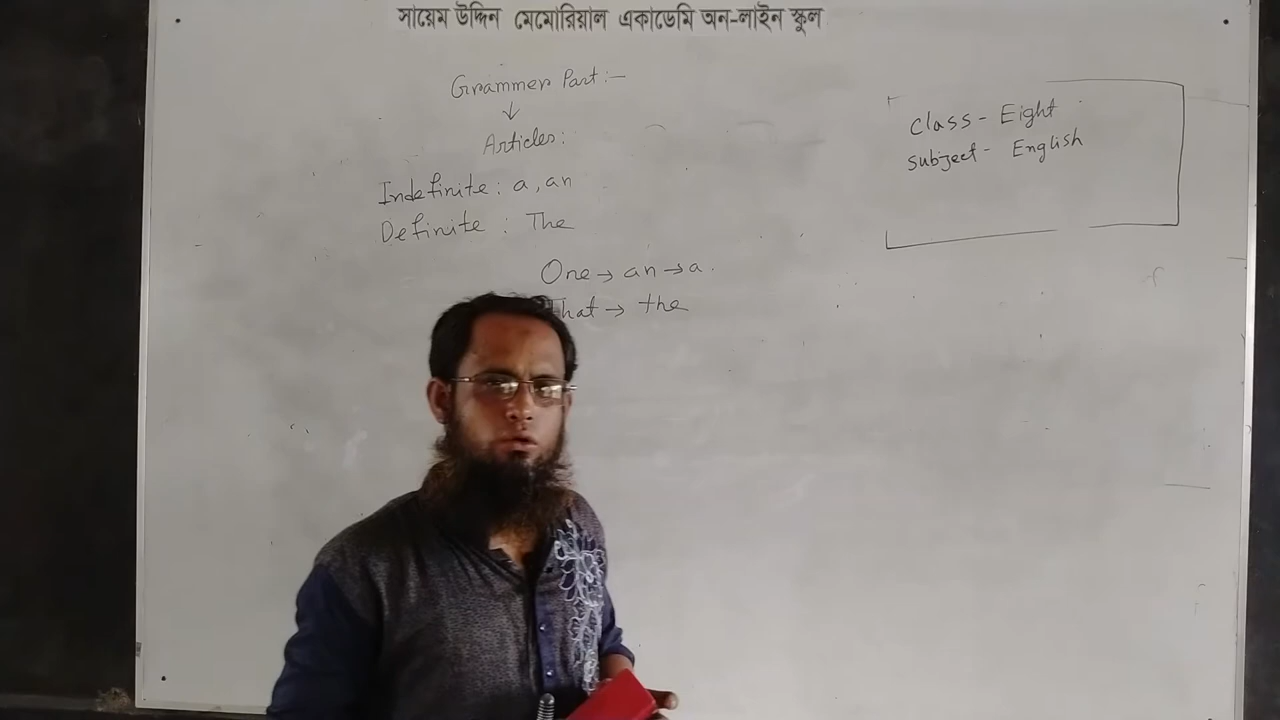 সায়েম উদ্দিন মেমোরিয়াল একাডেমি অন-লাইন স্কুল
Grammer Part:-
↓
Articles:
Class - Eight
Subject - English
Indefinite : a, an
Definite : The
One → an → a.
That → the